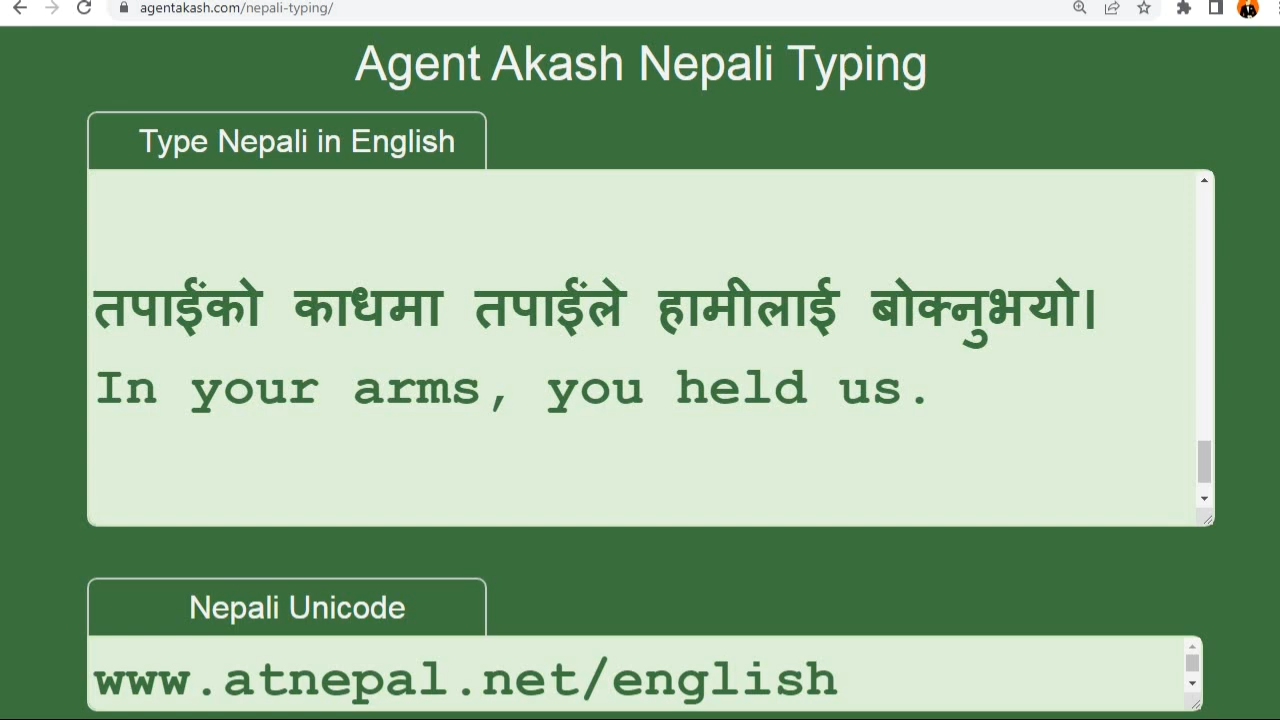 agentakash.com/nepali-typing/
Agent Akash Nepali Typing
Type Nepali in English
तपाईंको काधमा तपाईंले हामीलाई बोक्नुभयो।
In your arms, you held us.
Nepali Unicode
www.atnepal.net/english